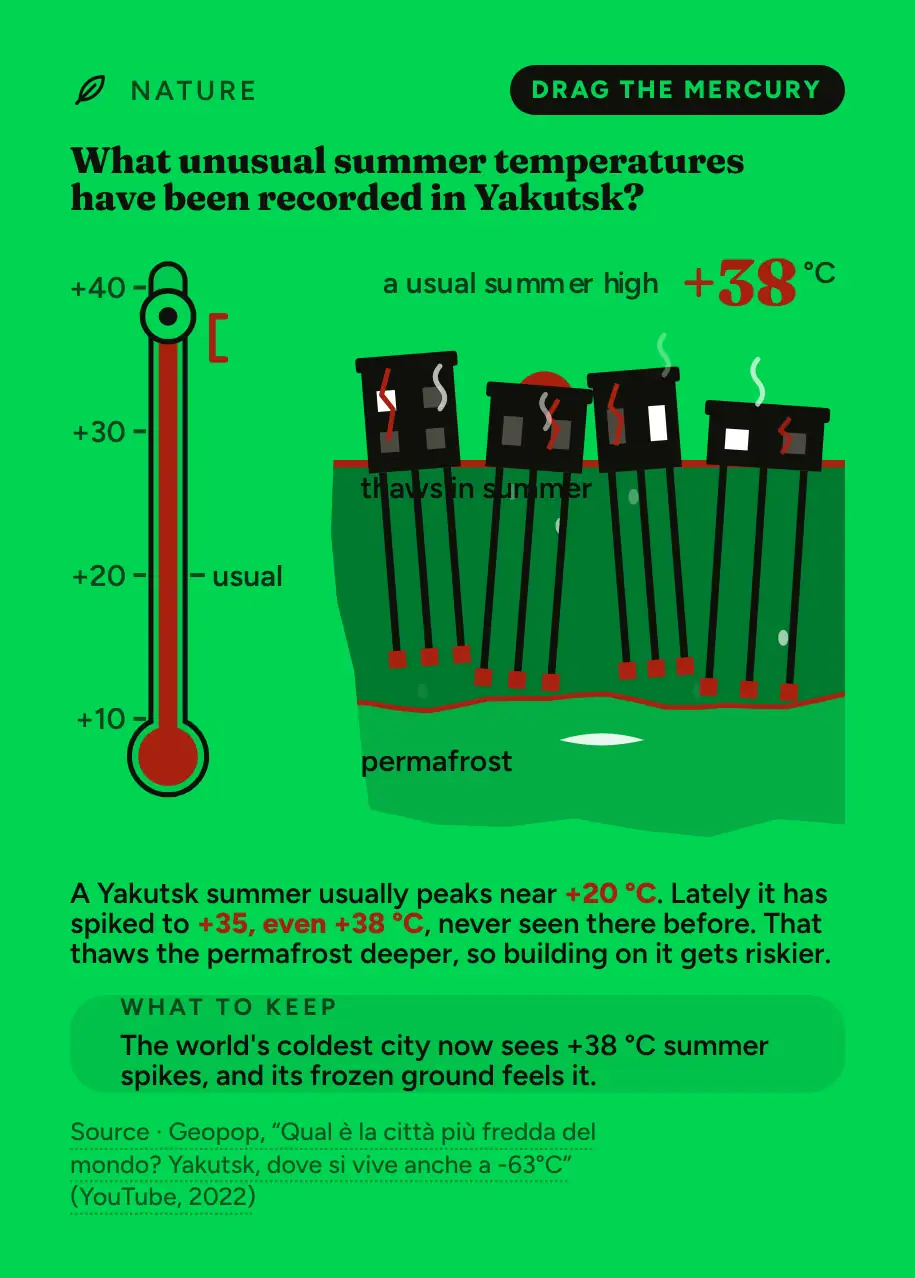 NATURE
DRAG THE MERCURY
What unusual summer temperatures
have been recorded in Yakutsk?
a usual summer high +38 °C
+40
+30
+20
usual
+10
thaws in summer
permafrost
A Yakutsk summer usually peaks near +20 °C. Lately it has
spiked to +35, even +38 °C, never seen there before. That
thaws the permafrost deeper, so building on it gets riskier.
WHAT TO KEEP
The world's coldest city now sees +38 °C summer
spikes, and its frozen ground feels it.
Source · Geopop, “Qual è la città più fredda del
mondo? Yakutsk, dove si vive anche a -63°C”
(YouTube, 2022)